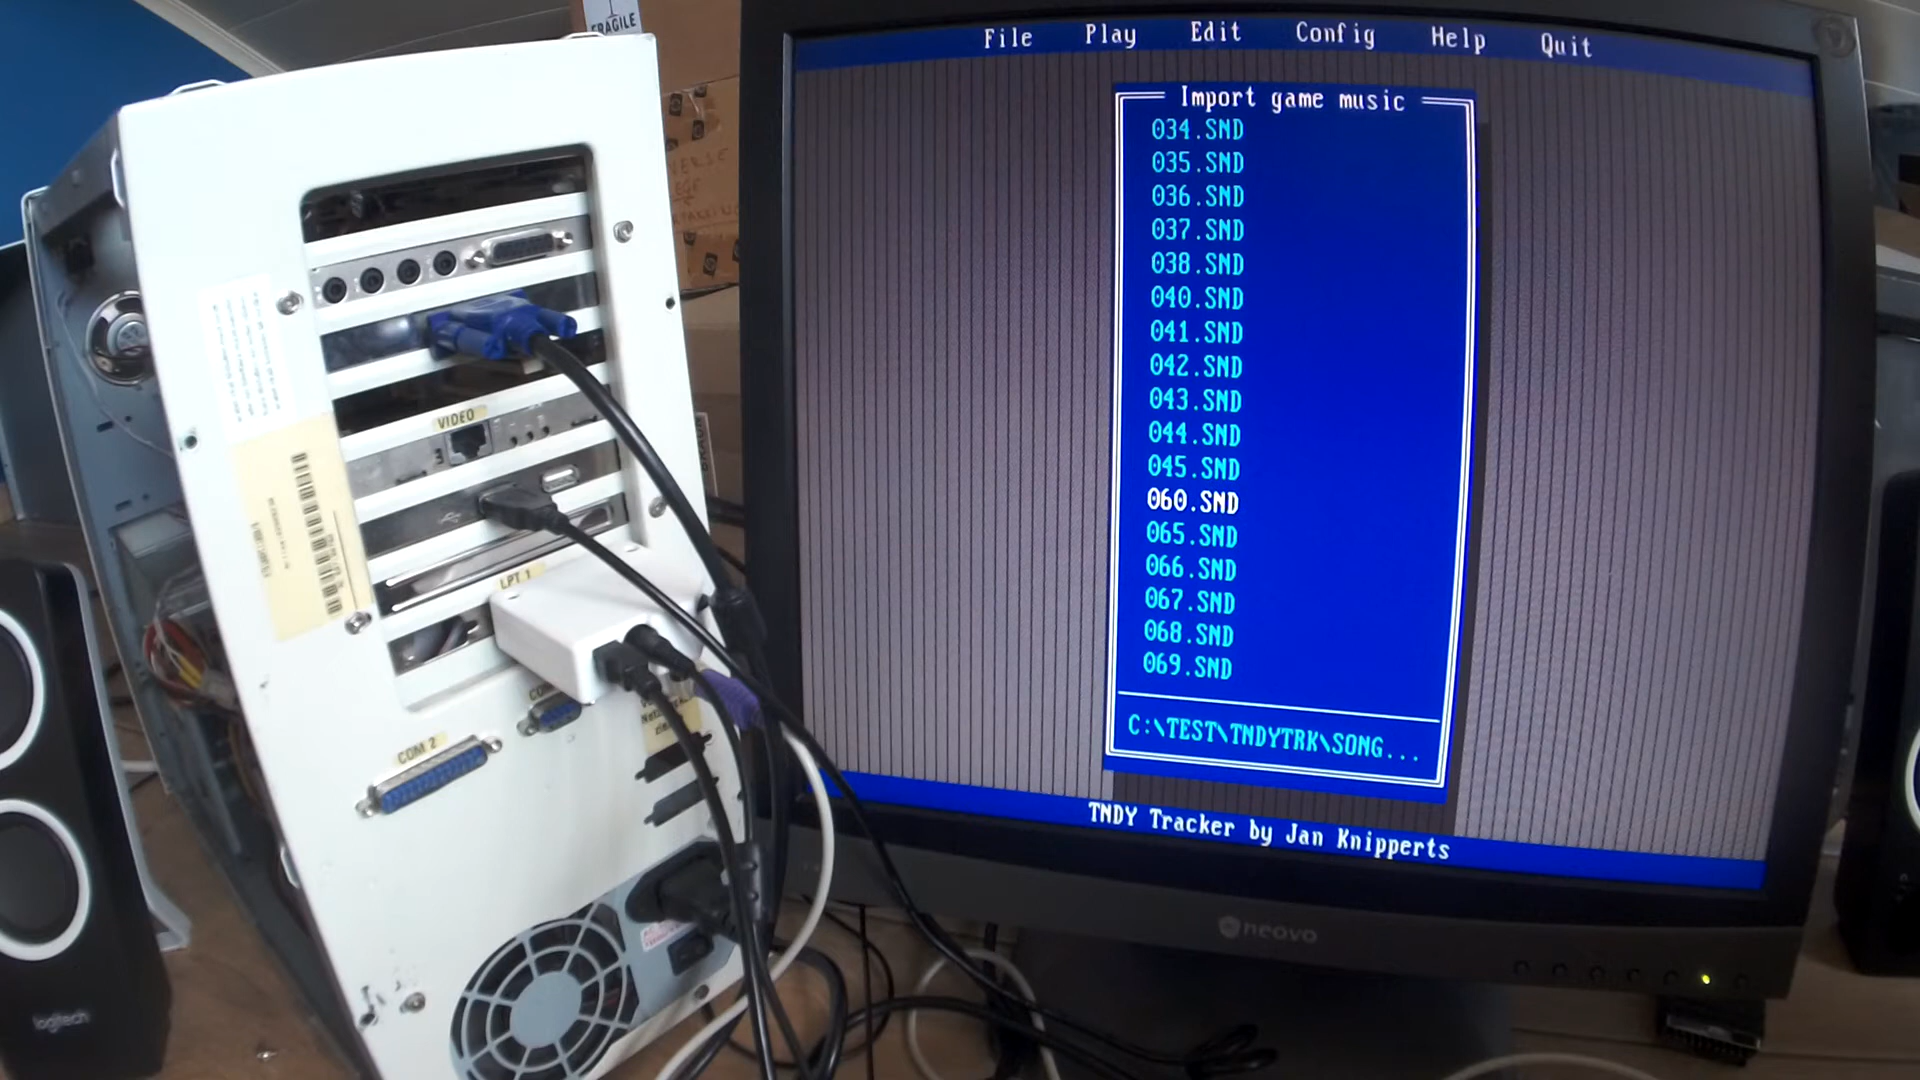 FRAGILE
File Play Edit Config Help Quit
Import game music
034.SND
035.SND
036.SND
037.SND
038.SND
040.SND
041.SND
042.SND
043.SND
044.SND
045.SND
060.SND
065.SND
066.SND
067.SND
068.SND
069.SND
C:\TEST\TNDYTRK\SONG...
TNDY Tracker by Jan Knipperts
neovo
VIDEO
3
LPT 1
COM 2
logitech